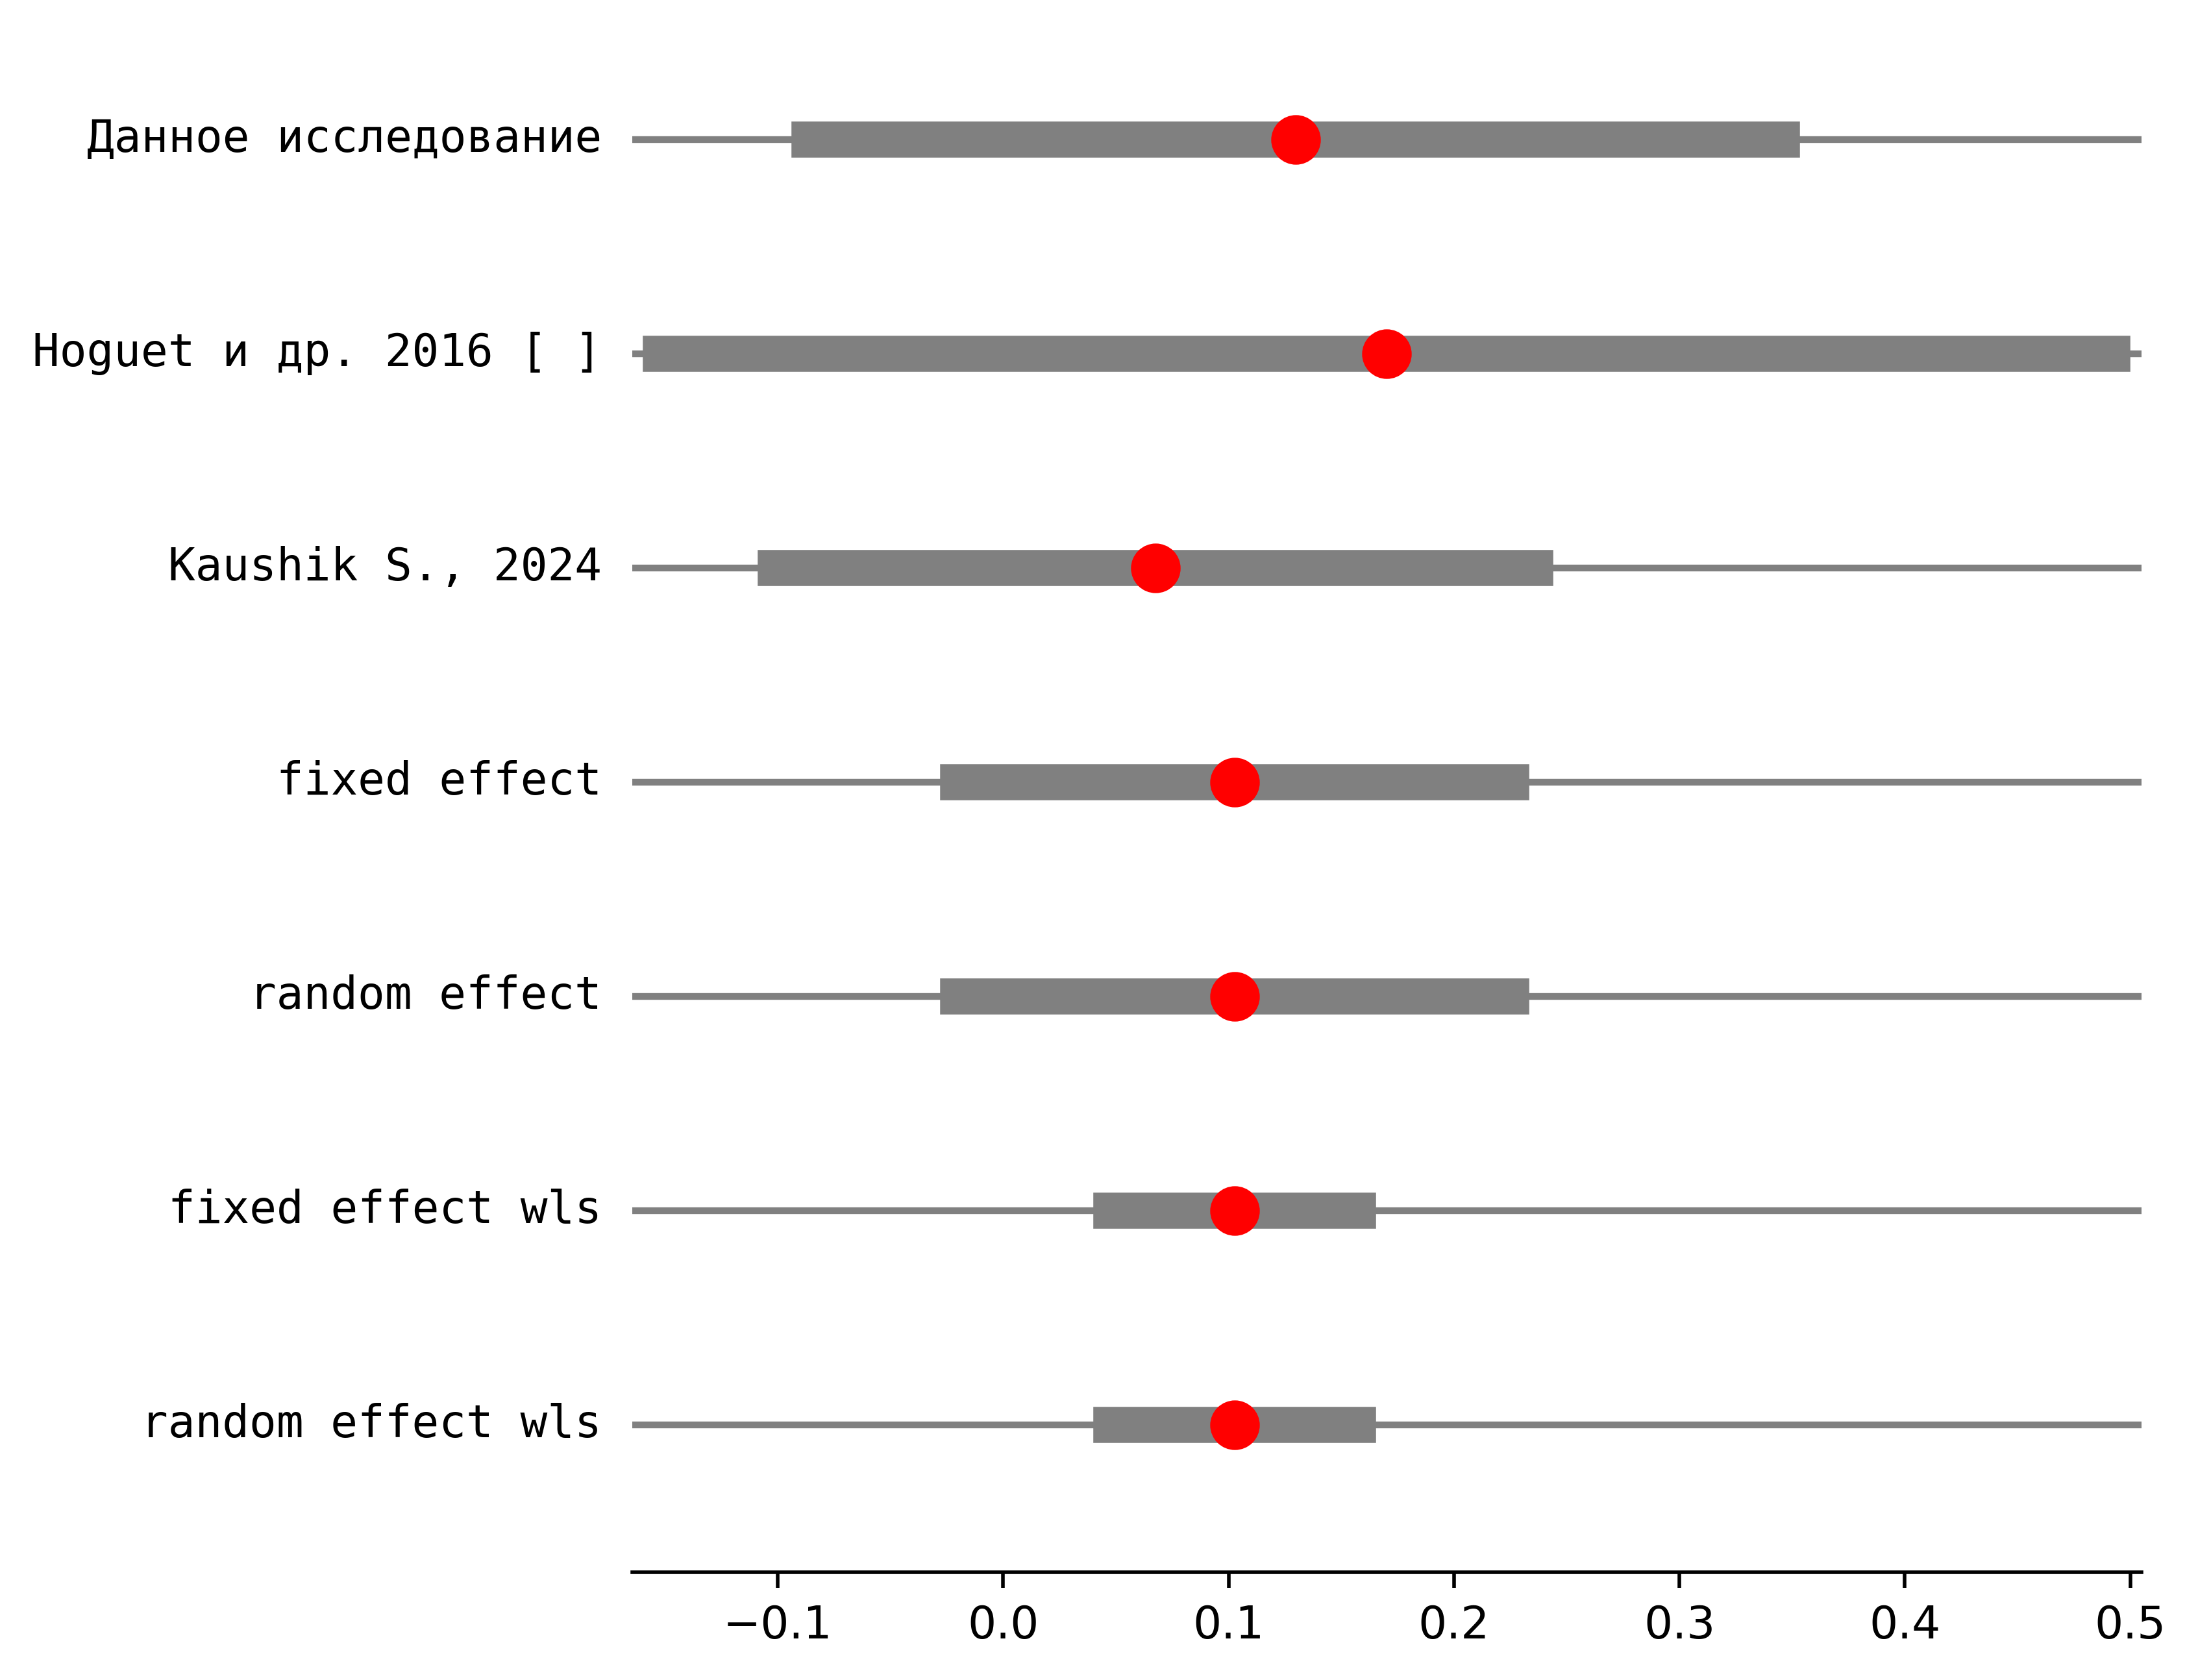 Данное исследование
Hoguet и др. 2016 [ ]
Kaushik S., 2024
fixed effect
random effect
fixed effect wls
random effect wls
−0.1 0.0 0.1 0.2 0.3 0.4 0.5